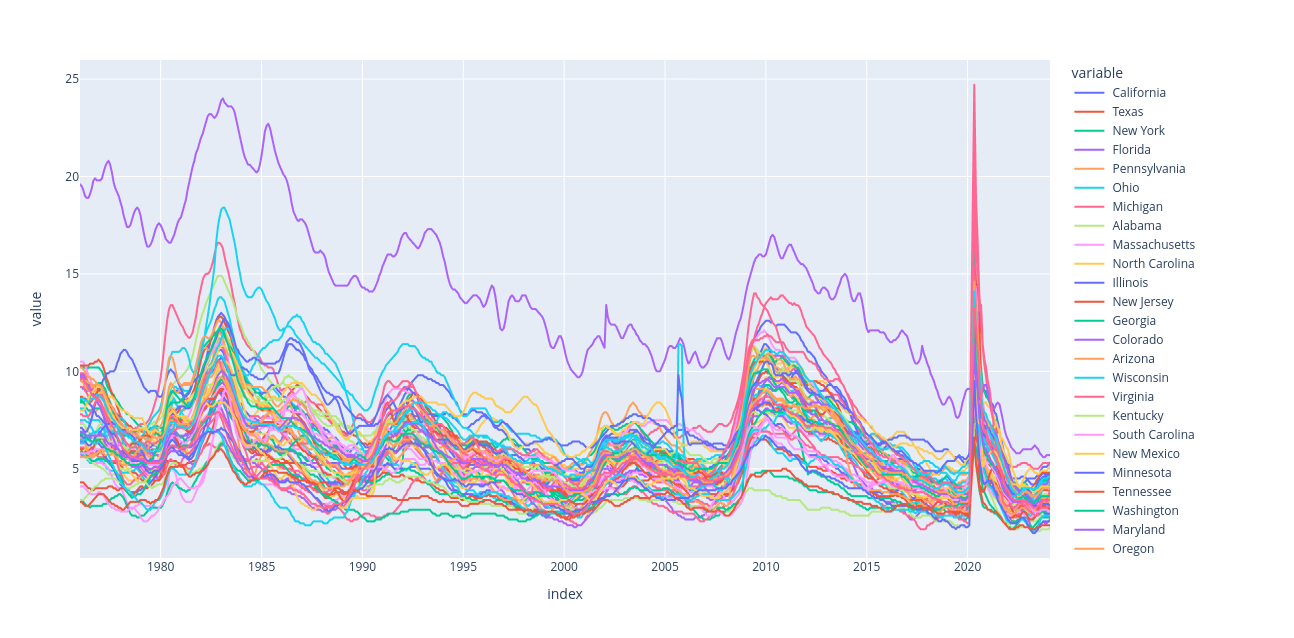 variable
California
Texas
New York
Florida
Pennsylvania
Ohio
Michigan
Alabama
Massachusetts
North Carolina
Illinois
New Jersey
Georgia
Colorado
Arizona
Wisconsin
Virginia
Kentucky
South Carolina
New Mexico
Minnesota
Tennessee
Washington
Maryland
Oregon
value
25
20
15
10
5
1980 1985 1990 1995 2000 2005 2010 2015 2020
index